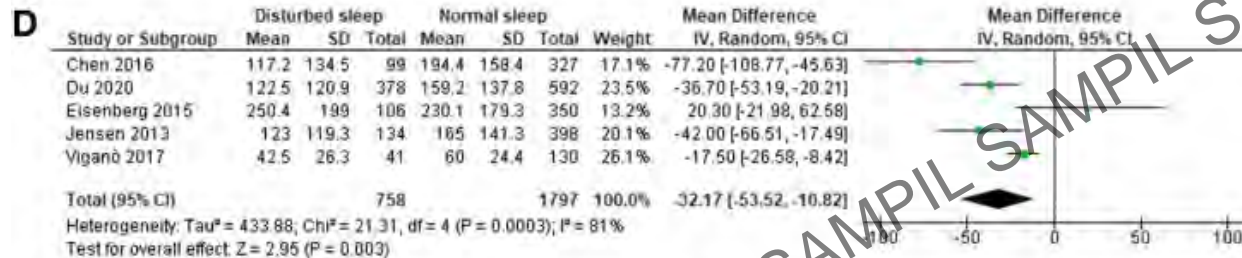 D
Disturbed sleep Normal sleep Mean Difference Mean Difference
Study or Subgroup Mean SD Total Mean SD Total Weight IV, Random, 95% CI IV, Random, 95% CI
Chen 2016 117.2 134.5 99 194.4 158.4 327 17.1% -77.20 [-108.77, -45.63]
Du 2020 122.5 120.9 378 159.2 137.8 592 23.5% -36.70 [-53.19, -20.21]
Eisenberg 2015 250.4 199 106 230.1 179.3 350 13.2% 20.30 [-21.98, 62.58]
Jensen 2013 123 119.3 134 165 141.3 398 20.1% -42.00 [-66.51, -17.49]
Viganò 2017 42.5 26.3 41 60 24.4 130 26.1% -17.50 [-26.58, -8.42]
Total (95% CI) 758 1797 100.0% -32.17 [-53.52, -10.82]
Heterogeneity: Tau² = 433.88; Chi² = 21.31, df = 4 (P = 0.0003); I² = 81%
Test for overall effect: Z = 2.95 (P = 0.003)
-100 -50 0 50 100
SAMPIL SAMPIL S